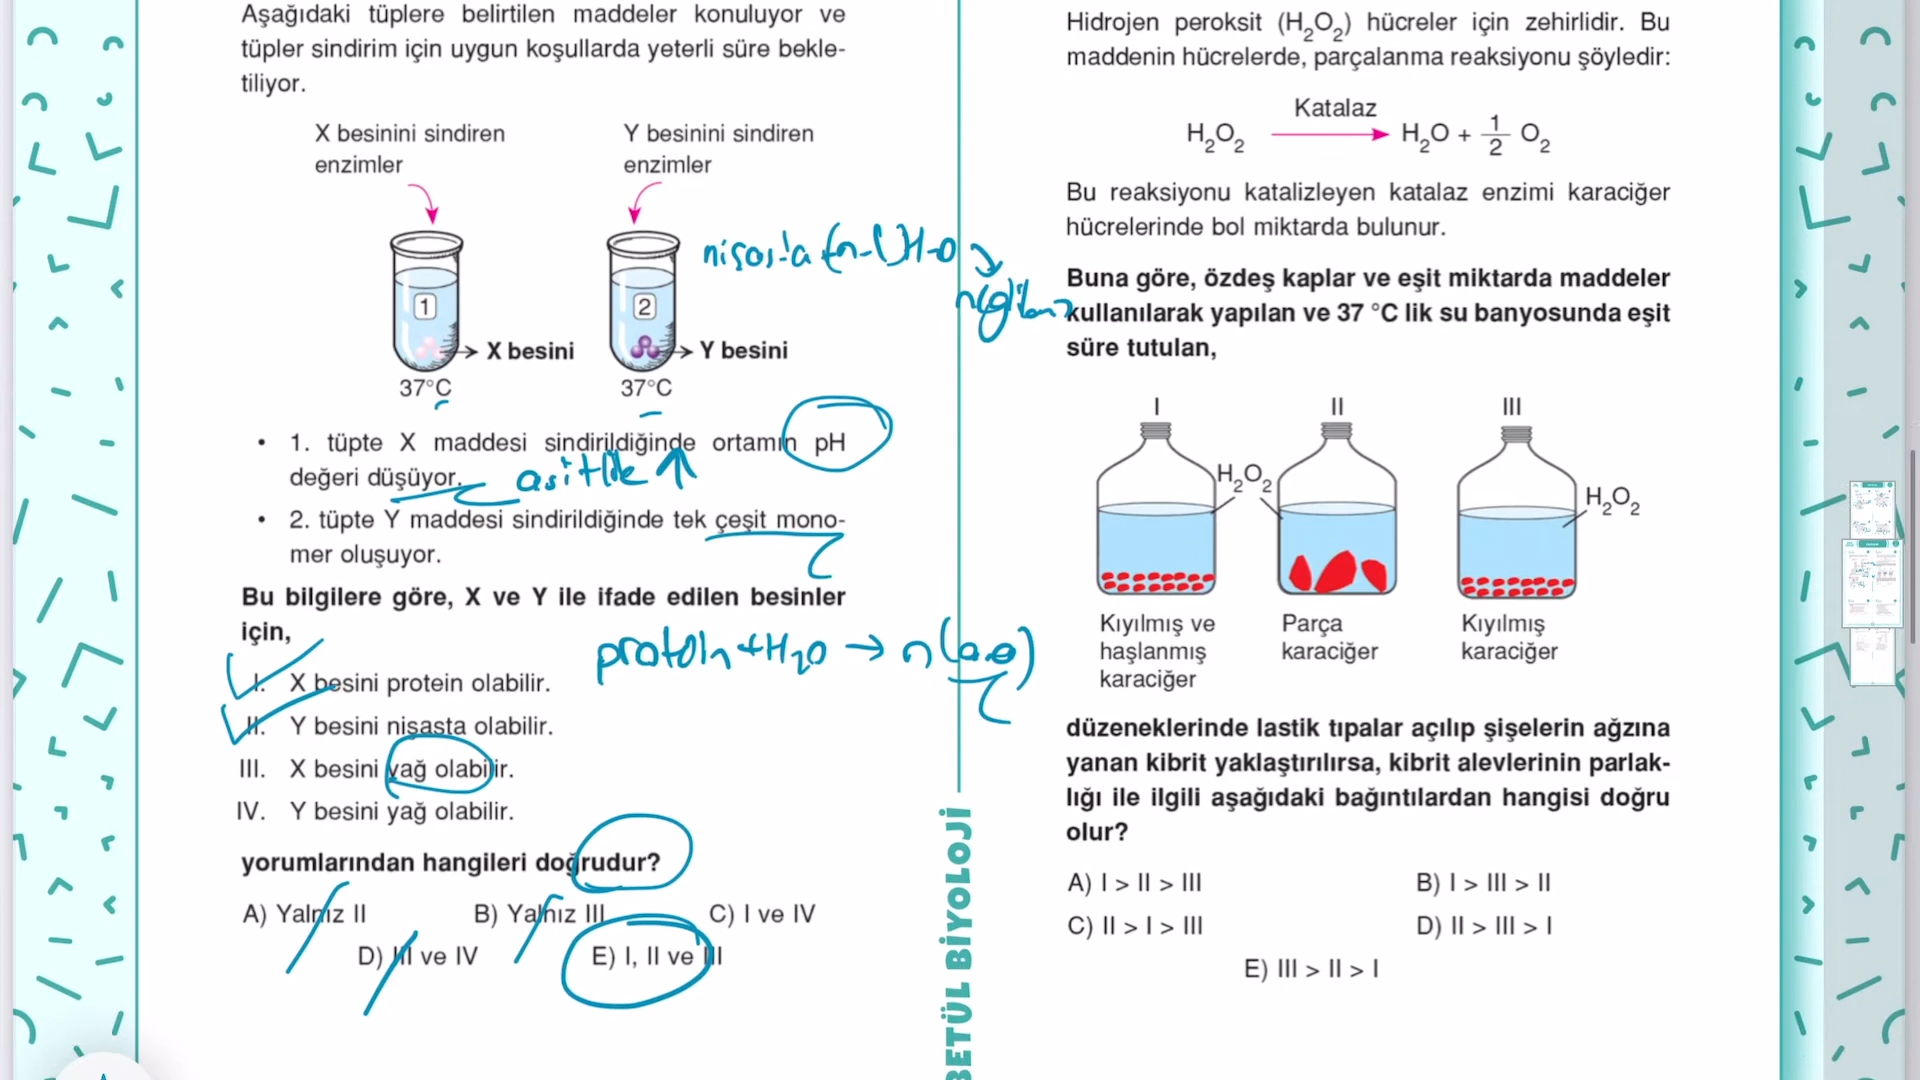 Aşağıdaki tüplere belirtilen maddeler konuluyor ve
tüpler sindirim için uygun koşullarda yeterli süre bekle-
tiliyor.
X besinini sindiren
enzimler
Y besinini sindiren
enzimler
1
2
X besini
Y besini
37°C
37°C
• 1. tüpte X maddesi sindirildiğinde ortamın pH
değeri düşüyor.
asitlik ↑
• 2. tüpte Y maddesi sindirildiğinde tek çeşit mono-
mer oluşuyor.
Bu bilgilere göre, X ve Y ile ifade edilen besinler
için,
protein + H₂O → n(a.a)
I. X besini protein olabilir.
II. Y besini nişasta olabilir.
III. X besini yağ olabilir.
IV. Y besini yağ olabilir.
yorumlarından hangileri doğrudur?
A) Yalnız II
B) Yalnız III
C) I ve IV
D) III ve IV
E) I, II ve III
BETÜL BİYOLOJİ
Hidrojen peroksit (H₂O₂) hücreler için zehirlidir. Bu
maddenin hücrelerde, parçalanma reaksiyonu şöyledir:
Katalaz
H₂O₂ → H₂O + 1/2 O₂
Bu reaksiyonu katalizleyen katalaz enzimi karaciğer
hücrelerinde bol miktarda bulunur.
Buna göre, özdeş kaplar ve eşit miktarda maddeler
kullanılarak yapılan ve 37 °C lik su banyosunda eşit
süre tutulan,
I
II
III
H₂O₂
H₂O₂
Kıyılmış ve
haşlanmış
karaciğer
Parça
karaciğer
Kıyılmış
karaciğer
düzeneklerinde lastik tıpalar açılıp şişelerin ağzına
yanan kibrit yaklaştırılırsa, kibrit alevlerinin parlak-
lığı ile ilgili aşağıdaki bağıntılardan hangisi doğru
olur?
A) I > II > III
B) I > III > II
C) II > I > III
D) II > III > I
E) III > II > I